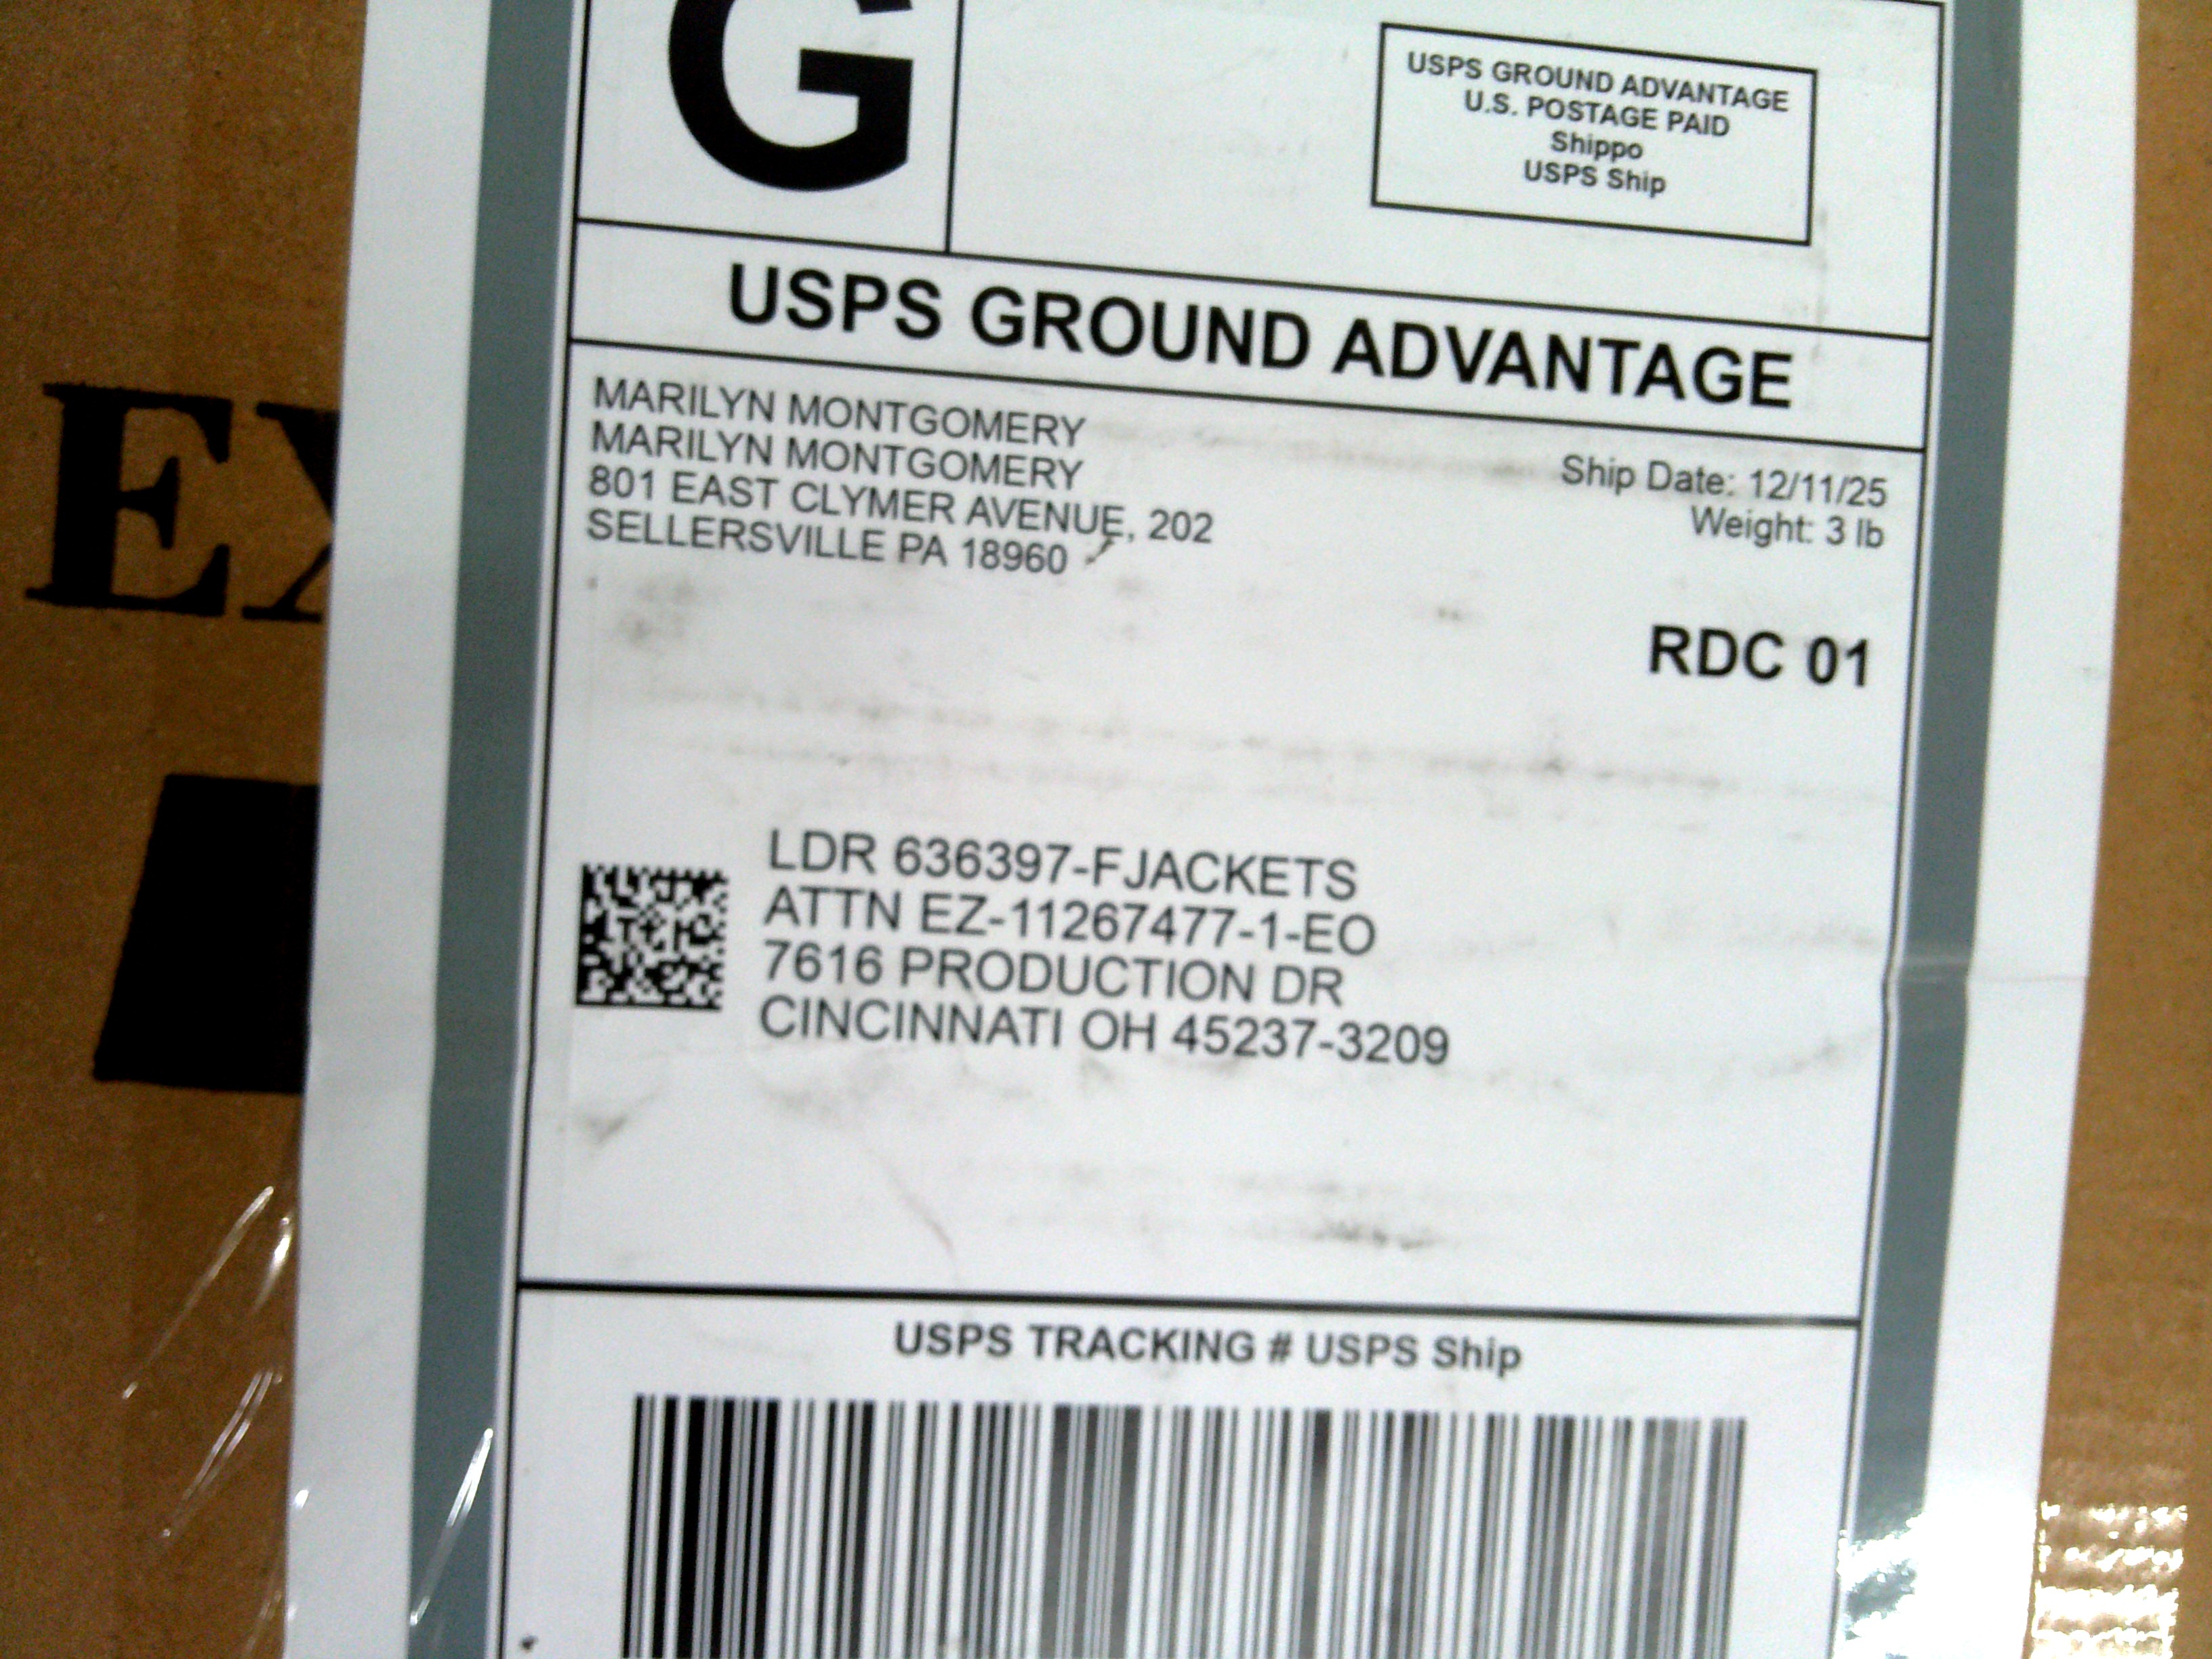 G
USPS GROUND ADVANTAGE
U.S. POSTAGE PAID
Shippo
USPS Ship
USPS GROUND ADVANTAGE
MARILYN MONTGOMERY
MARILYN MONTGOMERY
801 EAST CLYMER AVENUE, 202
SELLERSVILLE PA 18960
Ship Date: 12/11/25
Weight: 3 lb
RDC 01
LDR 636397-FJACKETS
ATTN EZ-11267477-1-EO
7616 PRODUCTION DR
CINCINNATI OH 45237-3209
USPS TRACKING # USPS Ship